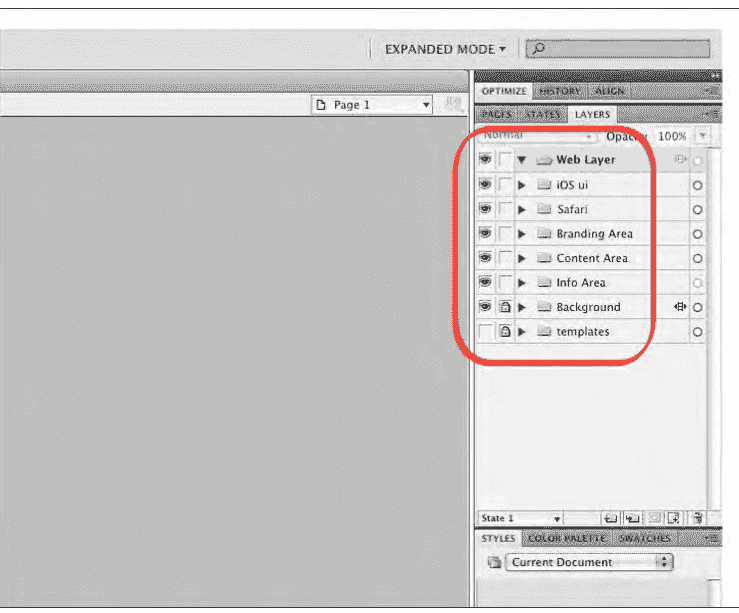 EXPANDED MODE
OPTIMIZE HISTORY ALIGN
Page 1
PAGES STATES LAYERS
Normal Opacity 100%
Web Layer
iOS ui
Safari
Branding Area
Content Area
Info Area
Background
templates
State 1
STYLES COLOR PALETTE SWATCHES
Current Document